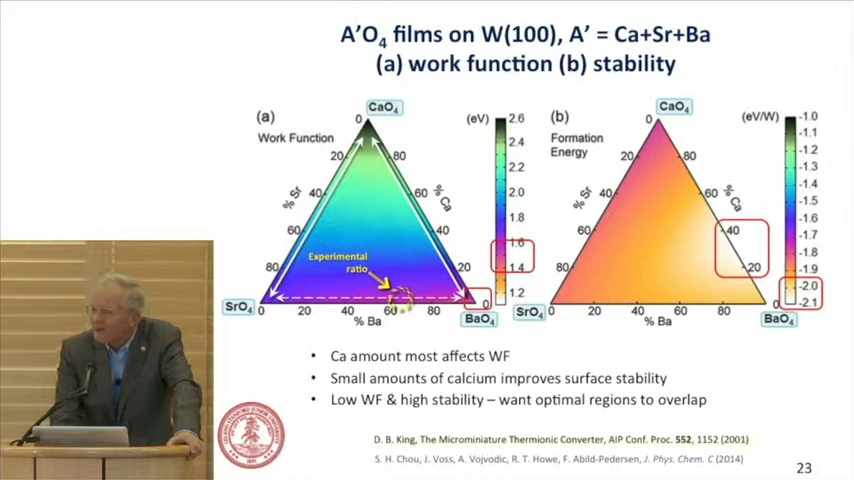 A'O₄ films on W(100), A' = Ca+Sr+Ba
(a) work function (b) stability
(a)
CaO₄
(eV)
Work Function
0
20
40
60
80
% Sr
80
60
40
20
0
% Ca
2.6
2.4
2.2
2.0
1.8
1.6
1.4
1.2
Experimental
ratio
SrO₄
0 20 40 60 80
% Ba
BaO₄
(b)
CaO₄
(eV/W)
Formation
Energy
0
20
40
60
80
80
60
40
20
0
% Ca
-1.0
-1.1
-1.2
-1.3
-1.4
-1.5
-1.6
-1.7
-1.8
-1.9
-2.0
-2.1
SrO₄
0 20 40 60 80
% Ba
BaO₄
• Ca amount most affects WF
• Small amounts of calcium improves surface stability
• Low WF & high stability – want optimal regions to overlap
D. B. King, The Microminiature Thermionic Converter, AIP Conf. Proc. 552, 1152 (2001)
S. H. Chou, J. Voss, A. Vojvodic, R. T. Howe, F. Abild-Pedersen, J. Phys. Chem. C (2014)
23